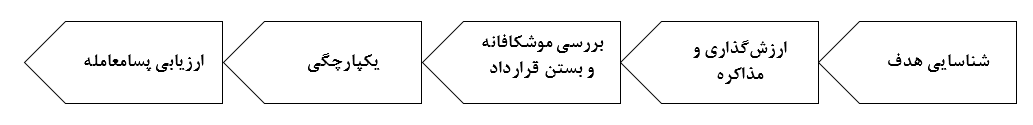 شناسایی هدف
ارزش‌گذاری و
مذاکره
بررسی موشکافانه
و بستن قرارداد
یکپارچگی
ارزیابی پسامعامله